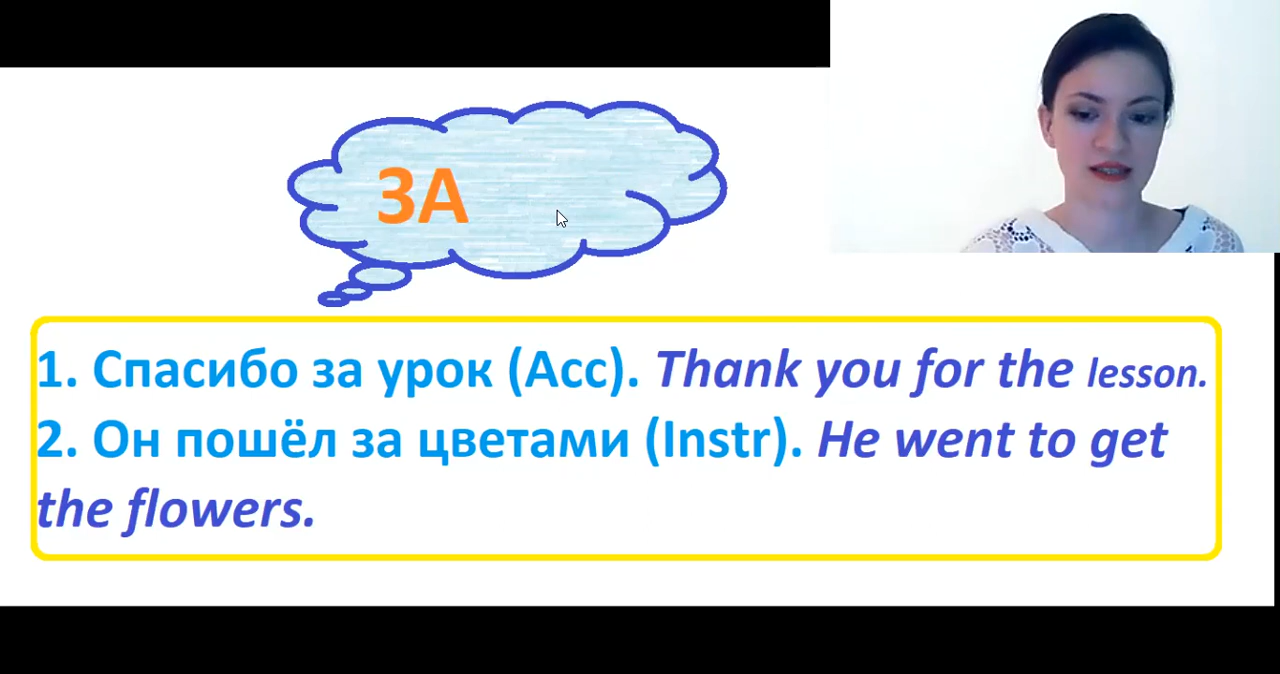 ЗА
1. Спасибо за урок (Acc). Thank you for the lesson.
2. Он пошёл за цветами (Instr). He went to get
the flowers.